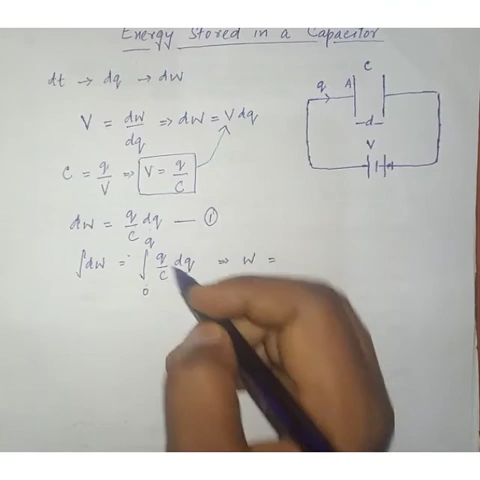 Energy Stored in a Capacitor
dt → dq → dW
V = dw/dq ⇒ dW = V dq
C = q/V ⇒ V = q/C
dw = q/C dq — ①
∫dW = ∫₀^q q/C dq ⇒ W =
C
q A
d
V